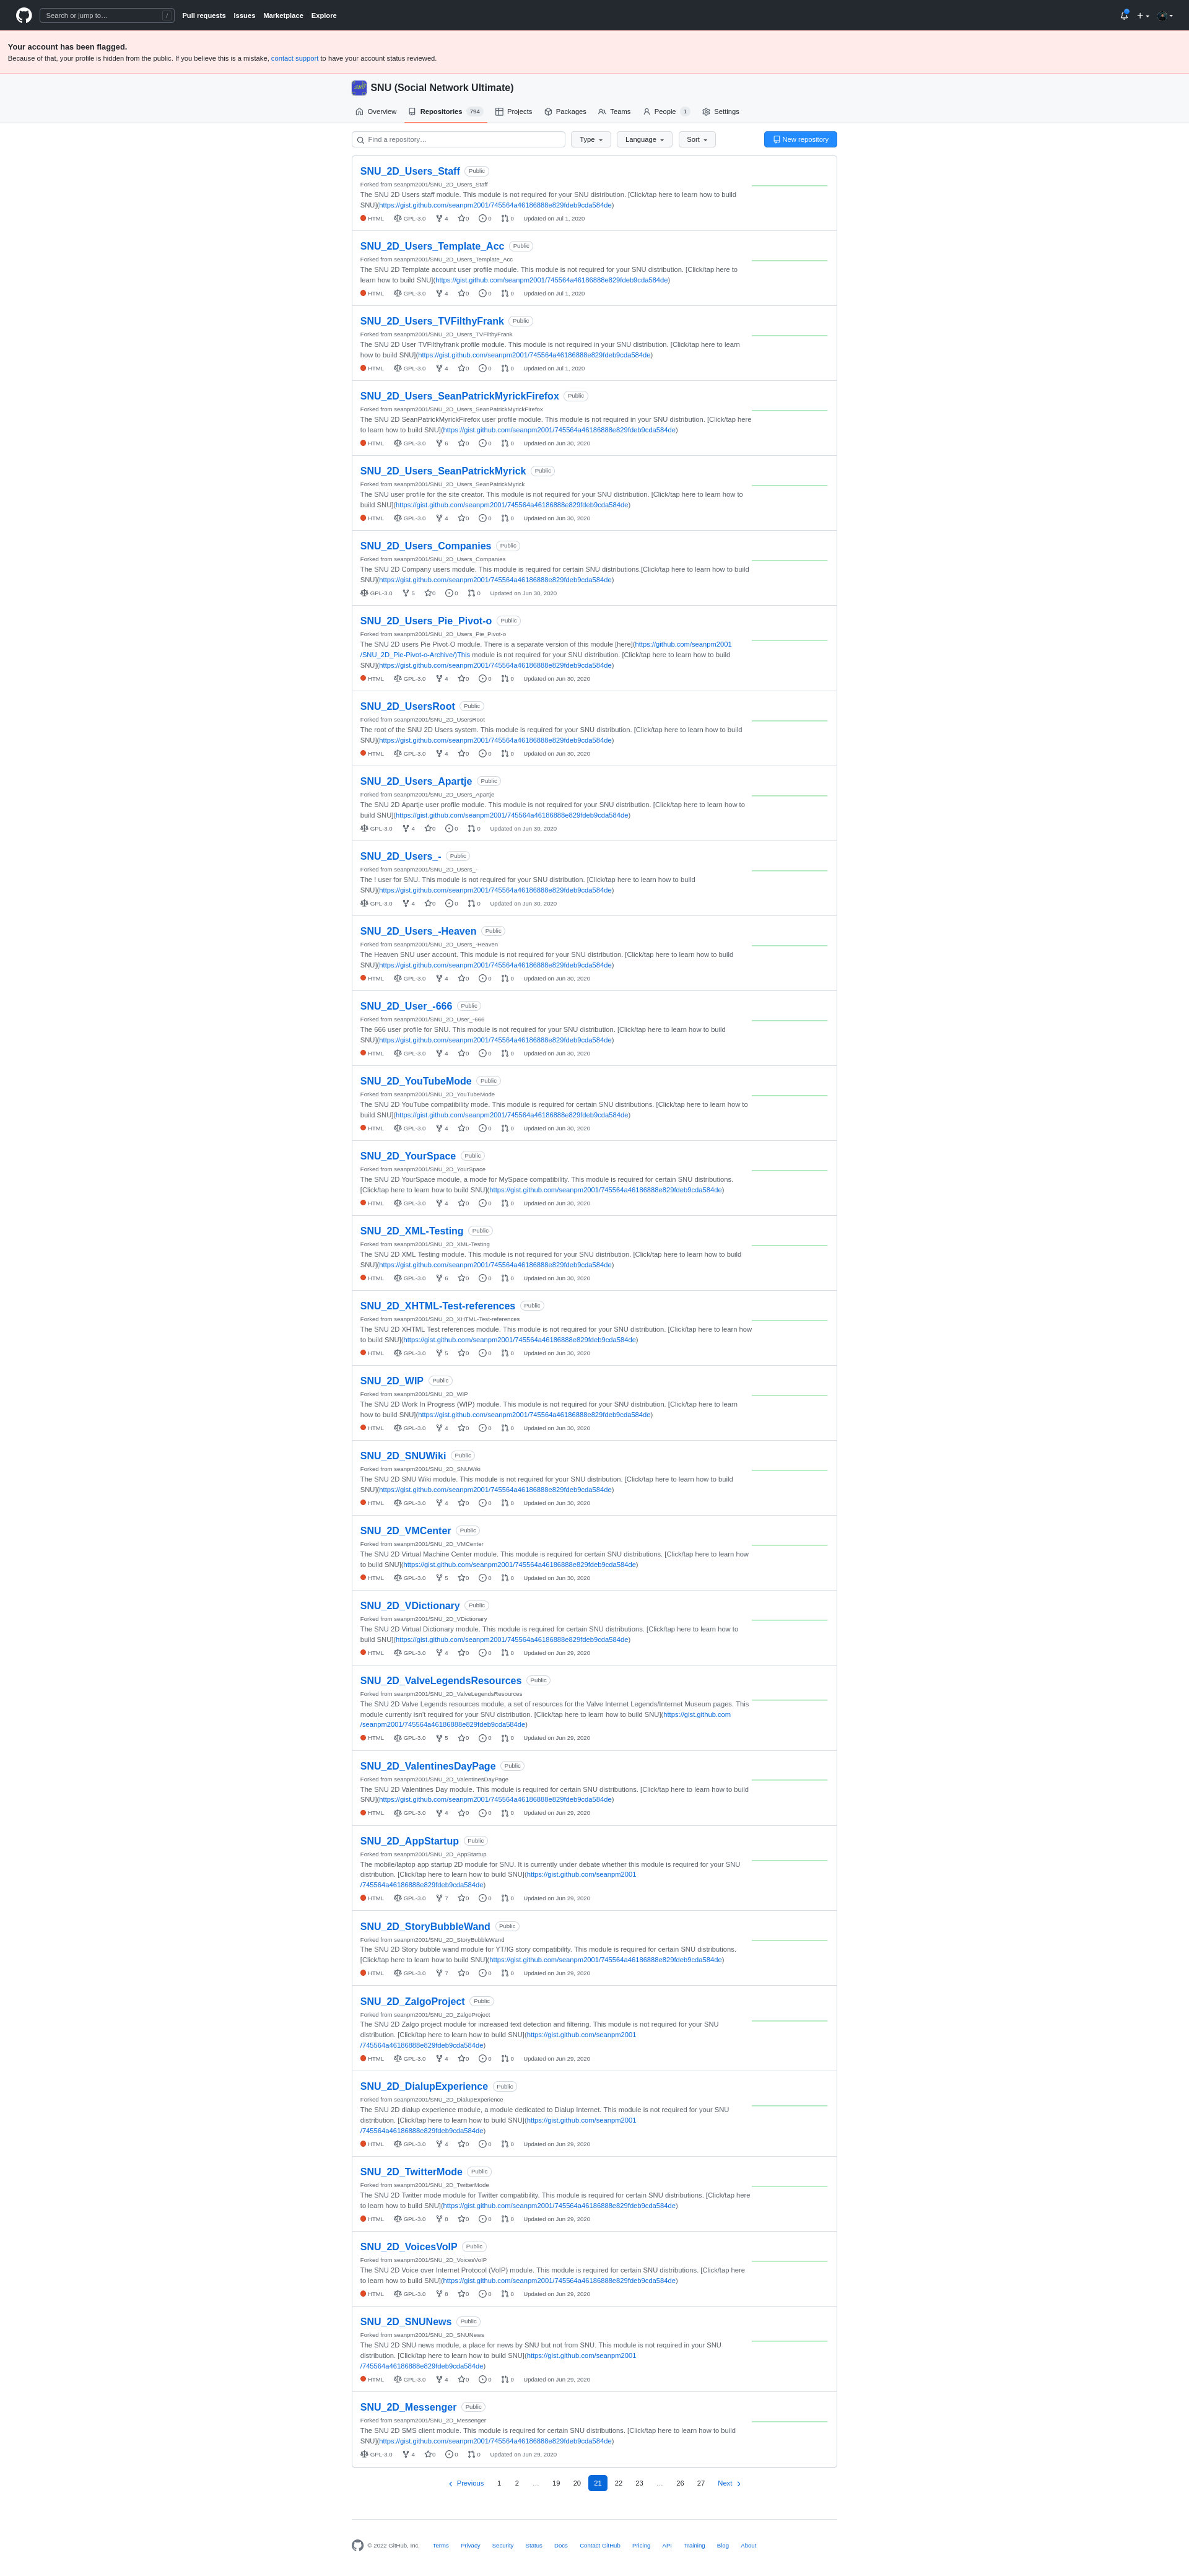 Search or jump to… /
Pull requests Issues Marketplace Explore
Your account has been flagged.
Because of that, your profile is hidden from the public. If you believe this is a mistake, contact support to have your account status reviewed.
SNU (Social Network Ultimate)
Overview Repositories 794 Projects Packages Teams People 1 Settings
Find a repository… Type Language Sort New repository
SNU_2D_Users_Staff Public
Forked from seanpm2001/SNU_2D_Users_Staff
The SNU 2D Users staff module. This module is not required for your SNU distribution. [Click/tap here to learn how to build
SNU](https://gist.github.com/seanpm2001/745564a46186888e829fdeb9cda584de)
HTML GPL-3.0 4 0 0 0 Updated on Jul 1, 2020
SNU_2D_Users_Template_Acc Public
Forked from seanpm2001/SNU_2D_Users_Template_Acc
The SNU 2D Template account user profile module. This module is not required for your SNU distribution. [Click/tap here to
learn how to build SNU](https://gist.github.com/seanpm2001/745564a46186888e829fdeb9cda584de)
HTML GPL-3.0 4 0 0 0 Updated on Jul 1, 2020
SNU_2D_Users_TVFilthyFrank Public
Forked from seanpm2001/SNU_2D_Users_TVFilthyFrank
The SNU 2D User TVFilthyfrank profile module. This module is not required in your SNU distribution. [Click/tap here to learn
how to build SNU](https://gist.github.com/seanpm2001/745564a46186888e829fdeb9cda584de)
HTML GPL-3.0 4 0 0 0 Updated on Jul 1, 2020
SNU_2D_Users_SeanPatrickMyrickFirefox Public
Forked from seanpm2001/SNU_2D_Users_SeanPatrickMyrickFirefox
The SNU 2D SeanPatrickMyrickFirefox user profile module. This module is not required in your SNU distribution. [Click/tap here
to learn how to build SNU](https://gist.github.com/seanpm2001/745564a46186888e829fdeb9cda584de)
HTML GPL-3.0 6 0 0 0 Updated on Jun 30, 2020
SNU_2D_Users_SeanPatrickMyrick Public
Forked from seanpm2001/SNU_2D_Users_SeanPatrickMyrick
The SNU user profile for the site creator. This module is not required for your SNU distribution. [Click/tap here to learn how to
build SNU](https://gist.github.com/seanpm2001/745564a46186888e829fdeb9cda584de)
HTML GPL-3.0 4 0 0 0 Updated on Jun 30, 2020
SNU_2D_Users_Companies Public
Forked from seanpm2001/SNU_2D_Users_Companies
The SNU 2D Company users module. This module is required for certain SNU distributions.[Click/tap here to learn how to build
SNU](https://gist.github.com/seanpm2001/745564a46186888e829fdeb9cda584de)
GPL-3.0 5 0 0 0 Updated on Jun 30, 2020
SNU_2D_Users_Pie_Pivot-o Public
Forked from seanpm2001/SNU_2D_Users_Pie_Pivot-o
The SNU 2D users Pie Pivot-O module. There is a separate version of this module [here](https://github.com/seanpm2001
/SNU_2D_Pie-Pivot-o-Archive/)This module is not required for your SNU distribution. [Click/tap here to learn how to build
SNU](https://gist.github.com/seanpm2001/745564a46186888e829fdeb9cda584de)
HTML GPL-3.0 4 0 0 0 Updated on Jun 30, 2020
SNU_2D_UsersRoot Public
Forked from seanpm2001/SNU_2D_UsersRoot
The root of the SNU 2D Users system. This module is required for your SNU distribution. [Click/tap here to learn how to build
SNU](https://gist.github.com/seanpm2001/745564a46186888e829fdeb9cda584de)
HTML GPL-3.0 4 0 0 0 Updated on Jun 30, 2020
SNU_2D_Users_Apartje Public
Forked from seanpm2001/SNU_2D_Users_Apartje
The SNU 2D Apartje user profile module. This module is not required for your SNU distribution. [Click/tap here to learn how to
build SNU](https://gist.github.com/seanpm2001/745564a46186888e829fdeb9cda584de)
GPL-3.0 4 0 0 0 Updated on Jun 30, 2020
SNU_2D_Users_- Public
Forked from seanpm2001/SNU_2D_Users_-
The ! user for SNU. This module is not required for your SNU distribution. [Click/tap here to learn how to build
SNU](https://gist.github.com/seanpm2001/745564a46186888e829fdeb9cda584de)
GPL-3.0 4 0 0 0 Updated on Jun 30, 2020
SNU_2D_Users_-Heaven Public
Forked from seanpm2001/SNU_2D_Users_-Heaven
The Heaven SNU user account. This module is not required for your SNU distribution. [Click/tap here to learn how to build
SNU](https://gist.github.com/seanpm2001/745564a46186888e829fdeb9cda584de)
HTML GPL-3.0 4 0 0 0 Updated on Jun 30, 2020
SNU_2D_User_-666 Public
Forked from seanpm2001/SNU_2D_User_-666
The 666 user profile for SNU. This module is not required for your SNU distribution. [Click/tap here to learn how to build
SNU](https://gist.github.com/seanpm2001/745564a46186888e829fdeb9cda584de)
HTML GPL-3.0 4 0 0 0 Updated on Jun 30, 2020
SNU_2D_YouTubeMode Public
Forked from seanpm2001/SNU_2D_YouTubeMode
The SNU 2D YouTube compatibility mode. This module is required for certain SNU distributions. [Click/tap here to learn how to
build SNU](https://gist.github.com/seanpm2001/745564a46186888e829fdeb9cda584de)
HTML GPL-3.0 4 0 0 0 Updated on Jun 30, 2020
SNU_2D_YourSpace Public
Forked from seanpm2001/SNU_2D_YourSpace
The SNU 2D YourSpace module, a mode for MySpace compatibility. This module is required for certain SNU distributions.
[Click/tap here to learn how to build SNU](https://gist.github.com/seanpm2001/745564a46186888e829fdeb9cda584de)
HTML GPL-3.0 4 0 0 0 Updated on Jun 30, 2020
SNU_2D_XML-Testing Public
Forked from seanpm2001/SNU_2D_XML-Testing
The SNU 2D XML Testing module. This module is not required for your SNU distribution. [Click/tap here to learn how to build
SNU](https://gist.github.com/seanpm2001/745564a46186888e829fdeb9cda584de)
HTML GPL-3.0 6 0 0 0 Updated on Jun 30, 2020
SNU_2D_XHTML-Test-references Public
Forked from seanpm2001/SNU_2D_XHTML-Test-references
The SNU 2D XHTML Test references module. This module is not required for your SNU distribution. [Click/tap here to learn how
to build SNU](https://gist.github.com/seanpm2001/745564a46186888e829fdeb9cda584de)
HTML GPL-3.0 5 0 0 0 Updated on Jun 30, 2020
SNU_2D_WIP Public
Forked from seanpm2001/SNU_2D_WIP
The SNU 2D Work In Progress (WIP) module. This module is not required for your SNU distribution. [Click/tap here to learn
how to build SNU](https://gist.github.com/seanpm2001/745564a46186888e829fdeb9cda584de)
HTML GPL-3.0 4 0 0 0 Updated on Jun 30, 2020
SNU_2D_SNUWiki Public
Forked from seanpm2001/SNU_2D_SNUWiki
The SNU 2D SNU Wiki module. This module is not required for your SNU distribution. [Click/tap here to learn how to build
SNU](https://gist.github.com/seanpm2001/745564a46186888e829fdeb9cda584de)
HTML GPL-3.0 4 0 0 0 Updated on Jun 30, 2020
SNU_2D_VMCenter Public
Forked from seanpm2001/SNU_2D_VMCenter
The SNU 2D Virtual Machine Center module. This module is required for certain SNU distributions. [Click/tap here to learn how
to build SNU](https://gist.github.com/seanpm2001/745564a46186888e829fdeb9cda584de)
HTML GPL-3.0 5 0 0 0 Updated on Jun 30, 2020
SNU_2D_VDictionary Public
Forked from seanpm2001/SNU_2D_VDictionary
The SNU 2D Virtual Dictionary module. This module is required for certain SNU distributions. [Click/tap here to learn how to
build SNU](https://gist.github.com/seanpm2001/745564a46186888e829fdeb9cda584de)
HTML GPL-3.0 4 0 0 0 Updated on Jun 29, 2020
SNU_2D_ValveLegendsResources Public
Forked from seanpm2001/SNU_2D_ValveLegendsResources
The SNU 2D Valve Legends resources module, a set of resources for the Valve Internet Legends/Internet Museum pages. This
module currently isn't required for your SNU distribution. [Click/tap here to learn how to build SNU](https://gist.github.com
/seanpm2001/745564a46186888e829fdeb9cda584de)
HTML GPL-3.0 5 0 0 0 Updated on Jun 29, 2020
SNU_2D_ValentinesDayPage Public
Forked from seanpm2001/SNU_2D_ValentinesDayPage
The SNU 2D Valentines Day module. This module is required for certain SNU distributions. [Click/tap here to learn how to build
SNU](https://gist.github.com/seanpm2001/745564a46186888e829fdeb9cda584de)
HTML GPL-3.0 4 0 0 0 Updated on Jun 29, 2020
SNU_2D_AppStartup Public
Forked from seanpm2001/SNU_2D_AppStartup
The mobile/laptop app startup 2D module for SNU. It is currently under debate whether this module is required for your SNU
distribution. [Click/tap here to learn how to build SNU](https://gist.github.com/seanpm2001
/745564a46186888e829fdeb9cda584de)
HTML GPL-3.0 7 0 0 0 Updated on Jun 29, 2020
SNU_2D_StoryBubbleWand Public
Forked from seanpm2001/SNU_2D_StoryBubbleWand
The SNU 2D Story bubble wand module for YT/IG story compatibility. This module is required for certain SNU distributions.
[Click/tap here to learn how to build SNU](https://gist.github.com/seanpm2001/745564a46186888e829fdeb9cda584de)
HTML GPL-3.0 7 0 0 0 Updated on Jun 29, 2020
SNU_2D_ZalgoProject Public
Forked from seanpm2001/SNU_2D_ZalgoProject
The SNU 2D Zalgo project module for increased text detection and filtering. This module is not required for your SNU
distribution. [Click/tap here to learn how to build SNU](https://gist.github.com/seanpm2001
/745564a46186888e829fdeb9cda584de)
HTML GPL-3.0 4 0 0 0 Updated on Jun 29, 2020
SNU_2D_DialupExperience Public
Forked from seanpm2001/SNU_2D_DialupExperience
The SNU 2D dialup experience module, a module dedicated to Dialup Internet. This module is not required for your SNU
distribution. [Click/tap here to learn how to build SNU](https://gist.github.com/seanpm2001
/745564a46186888e829fdeb9cda584de)
HTML GPL-3.0 4 0 0 0 Updated on Jun 29, 2020
SNU_2D_TwitterMode Public
Forked from seanpm2001/SNU_2D_TwitterMode
The SNU 2D Twitter mode module for Twitter compatibility. This module is required for certain SNU distributions. [Click/tap here
to learn how to build SNU](https://gist.github.com/seanpm2001/745564a46186888e829fdeb9cda584de)
HTML GPL-3.0 8 0 0 0 Updated on Jun 29, 2020
SNU_2D_VoicesVoIP Public
Forked from seanpm2001/SNU_2D_VoicesVoIP
The SNU 2D Voice over Internet Protocol (VoIP) module. This module is required for certain SNU distributions. [Click/tap here
to learn how to build SNU](https://gist.github.com/seanpm2001/745564a46186888e829fdeb9cda584de)
HTML GPL-3.0 8 0 0 0 Updated on Jun 29, 2020
SNU_2D_SNUNews Public
Forked from seanpm2001/SNU_2D_SNUNews
The SNU 2D SNU news module, a place for news by SNU but not from SNU. This module is not required in your SNU
distribution. [Click/tap here to learn how to build SNU](https://gist.github.com/seanpm2001
/745564a46186888e829fdeb9cda584de)
HTML GPL-3.0 4 0 0 0 Updated on Jun 29, 2020
SNU_2D_Messenger Public
Forked from seanpm2001/SNU_2D_Messenger
The SNU 2D SMS client module. This module is required for certain SNU distributions. [Click/tap here to learn how to build
SNU](https://gist.github.com/seanpm2001/745564a46186888e829fdeb9cda584de)
GPL-3.0 4 0 0 0 Updated on Jun 29, 2020
Previous 1 2 … 19 20 21 22 23 … 26 27 Next
© 2022 GitHub, Inc. Terms Privacy Security Status Docs Contact GitHub Pricing API Training Blog About